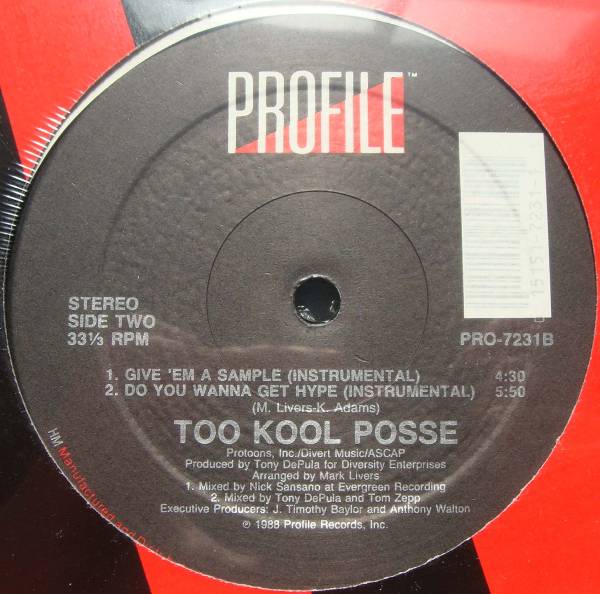 PROFILE™
STEREO
SIDE TWO
33⅓ RPM
PRO-7231B
1. GIVE 'EM A SAMPLE (INSTRUMENTAL) 4:30
2. DO YOU WANNA GET HYPE (INSTRUMENTAL) 5:50
(M. Livers-K. Adams)
TOO KOOL POSSE
Protoons, Inc./Divert Music/ASCAP
Produced by Tony DePula for Diversity Enterprises
Arranged by Mark Livers
1. Mixed by Nick Sansano at Evergreen Recording
2. Mixed by Tony DePula and Tom Zepp
Executive Producers: J. Timothy Baylor and Anthony Walton
℗ 1988 Profile Records, Inc.
HM Manufactured and